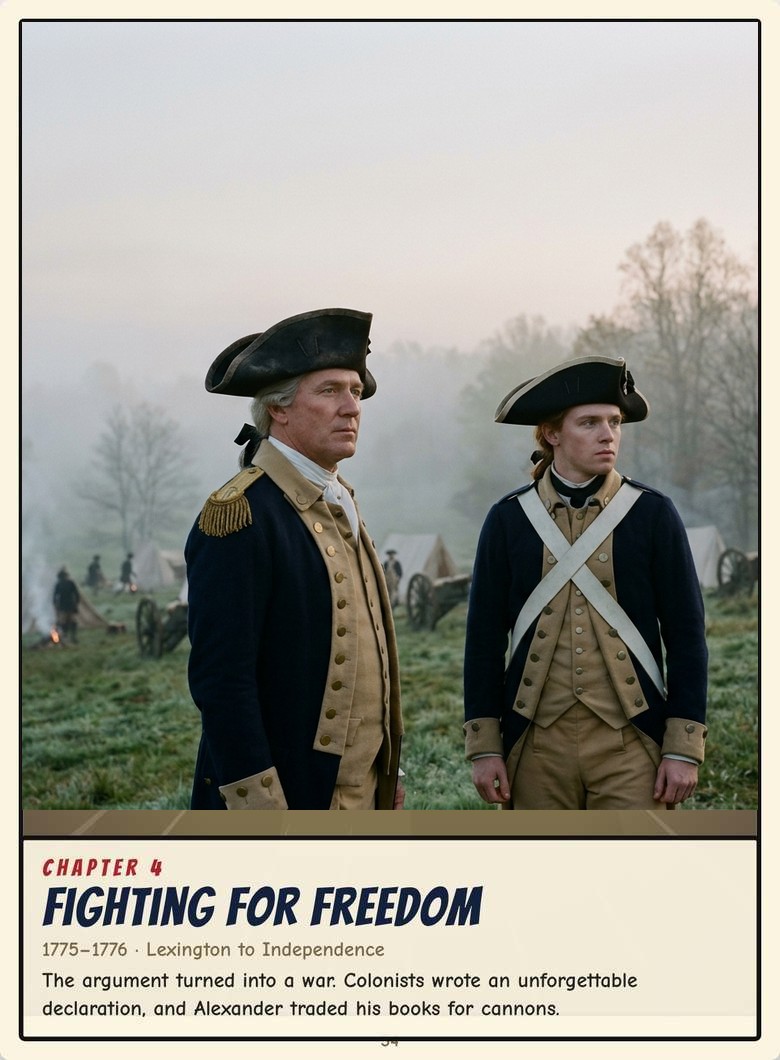 CHAPTER 4
FIGHTING FOR FREEDOM
1775–1776 · Lexington to Independence
The argument turned into a war. Colonists wrote an unforgettable
declaration, and Alexander traded his books for cannons.